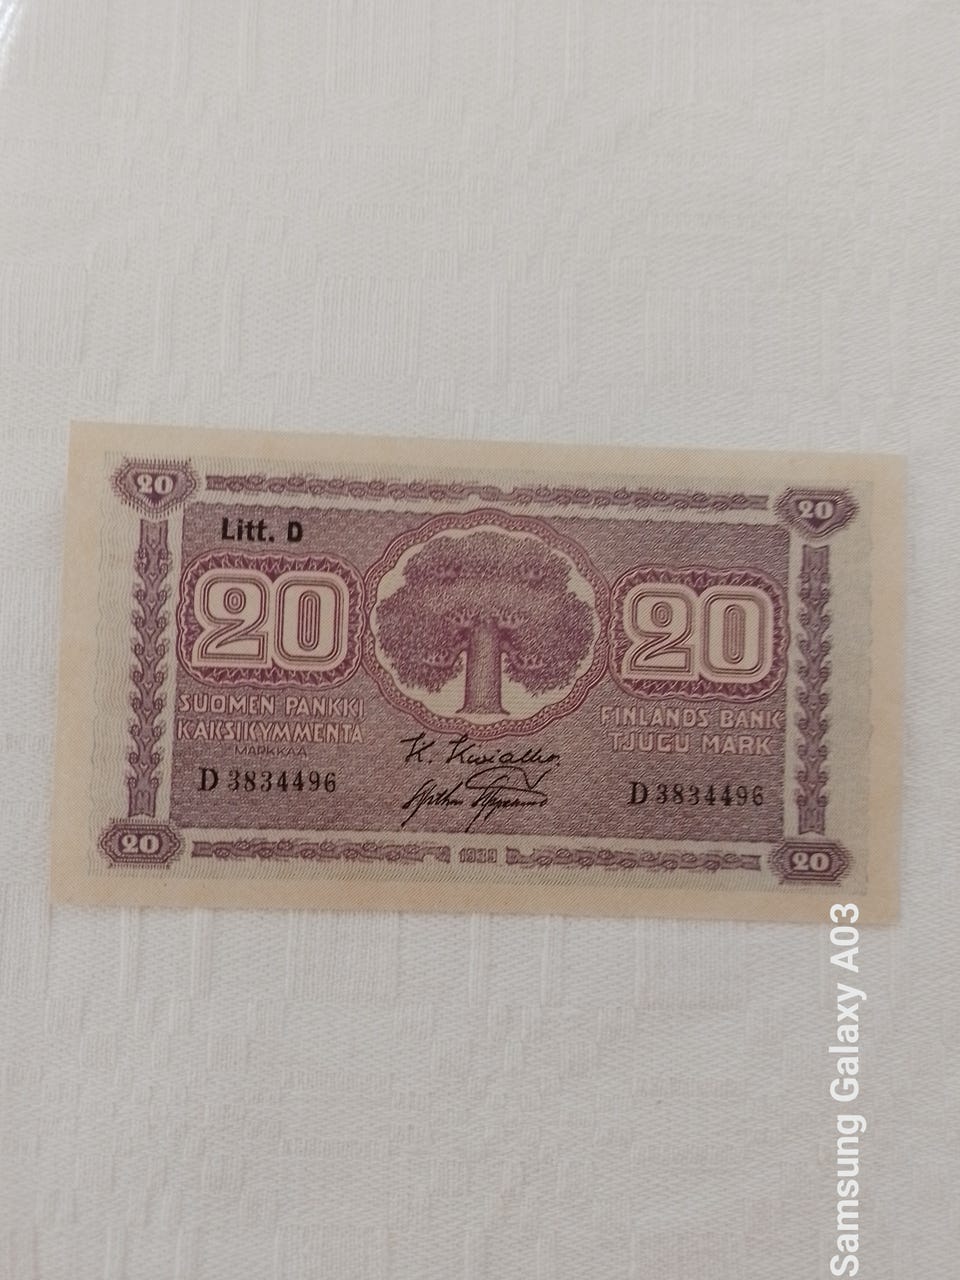 20 20
Litt. D
20 20
SUOMEN PANKKI FINLANDS BANK
KAKSIKYMMENTÄ TJUGU MARK
MARKKAA
D 3834496 D 3834496
20 1939 20
Samsung Galaxy A03